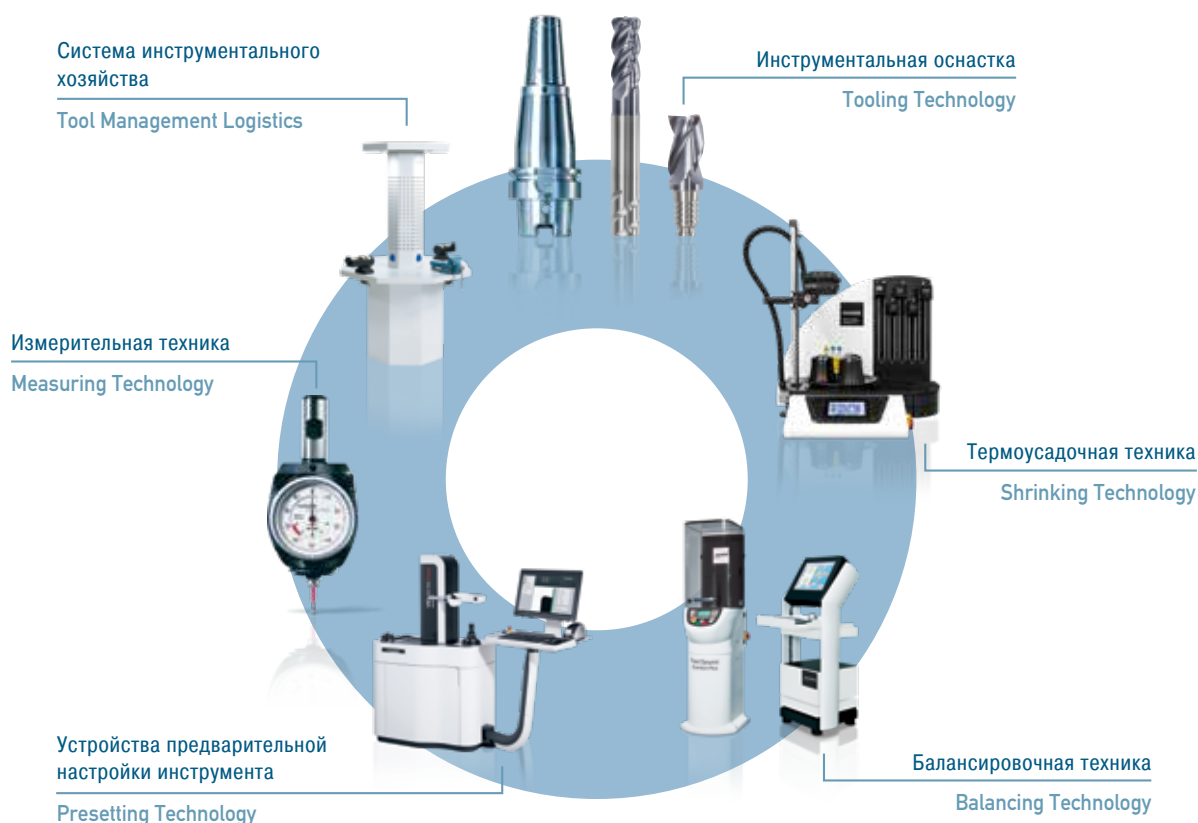 Система инструментального
хозяйства
Tool Management Logistics
Инструментальная оснастка
Tooling Technology
Измерительная техника
Measuring Technology
Термоусадочная техника
Shrinking Technology
Устройства предварительной
настройки инструмента
Presetting Technology
Балансировочная техника
Balancing Technology